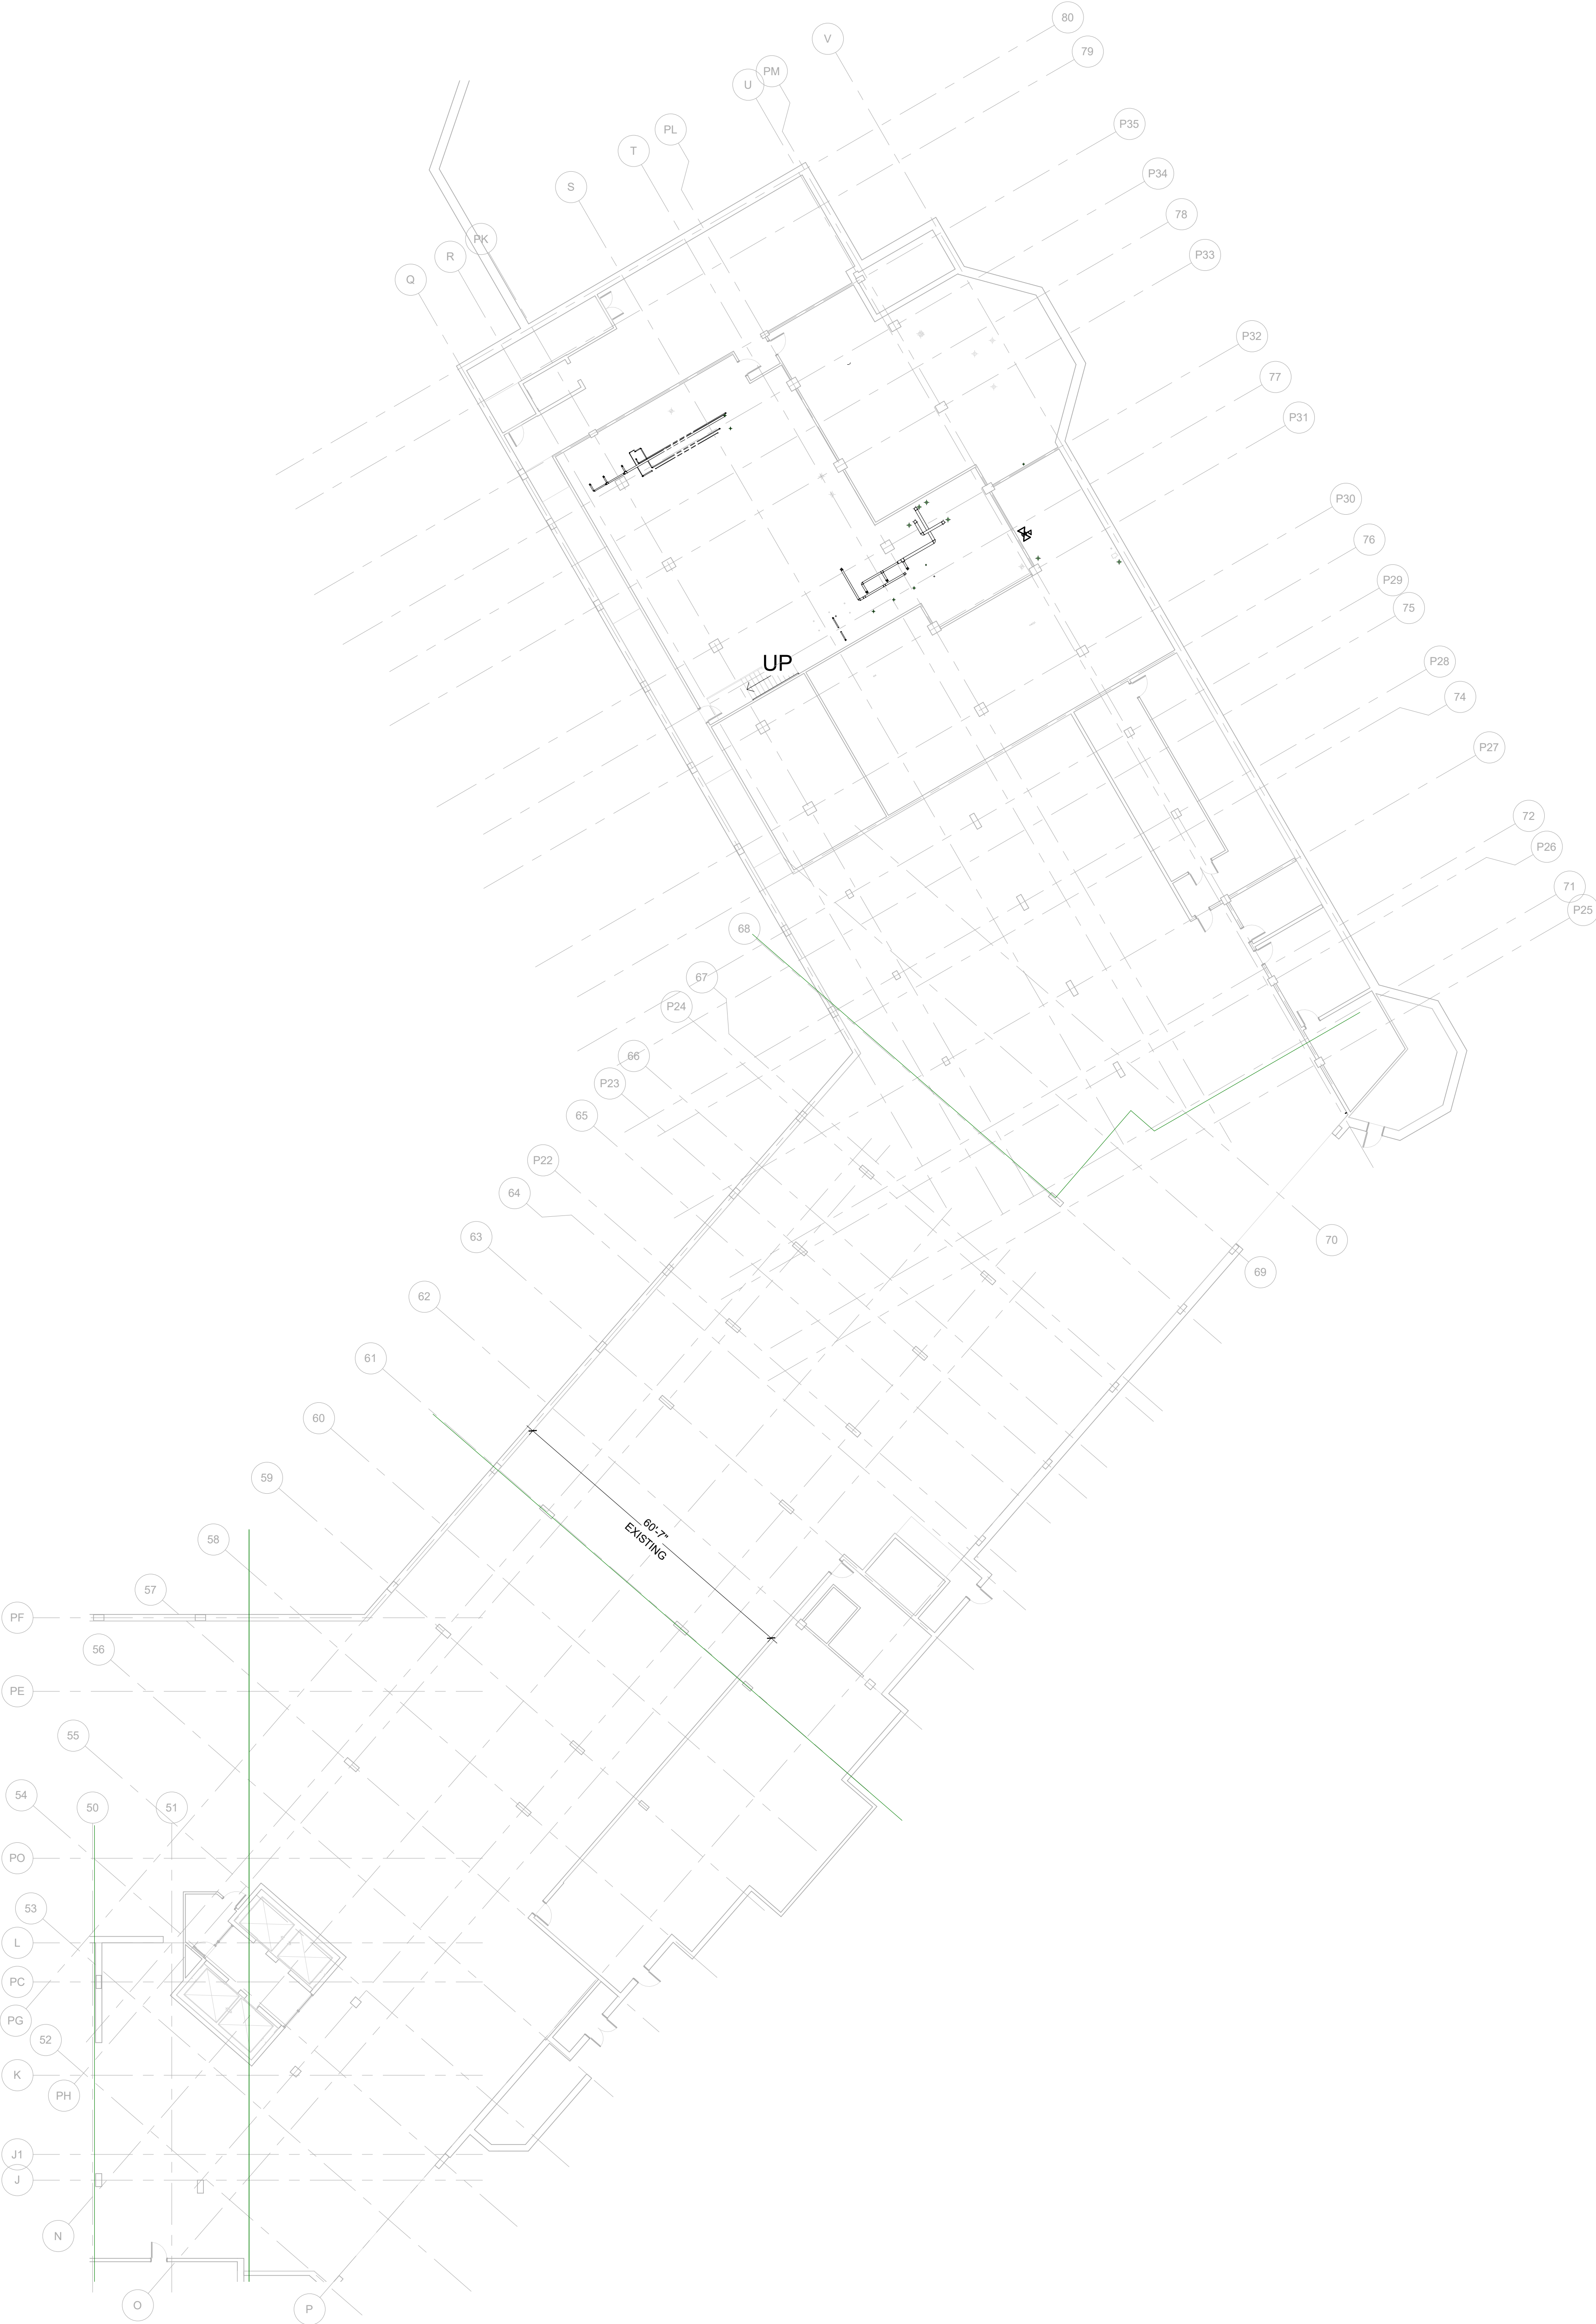 80
V
79
PM
U
P35
PL
T
P34
S
78
PK
R
P33
Q
P32
77
P31
P30
76
P29
75
UP
P28
74
P27
72
P26
71
P25
68
67
P24
66
P23
65
P22
64
63
70
69
62
61
60
59
60'-7"
EXISTING
58
57
PF
56
PE
55
54
50
51
PO
53
L
PC
PG
52
K
PH
J1
J
N
O
P